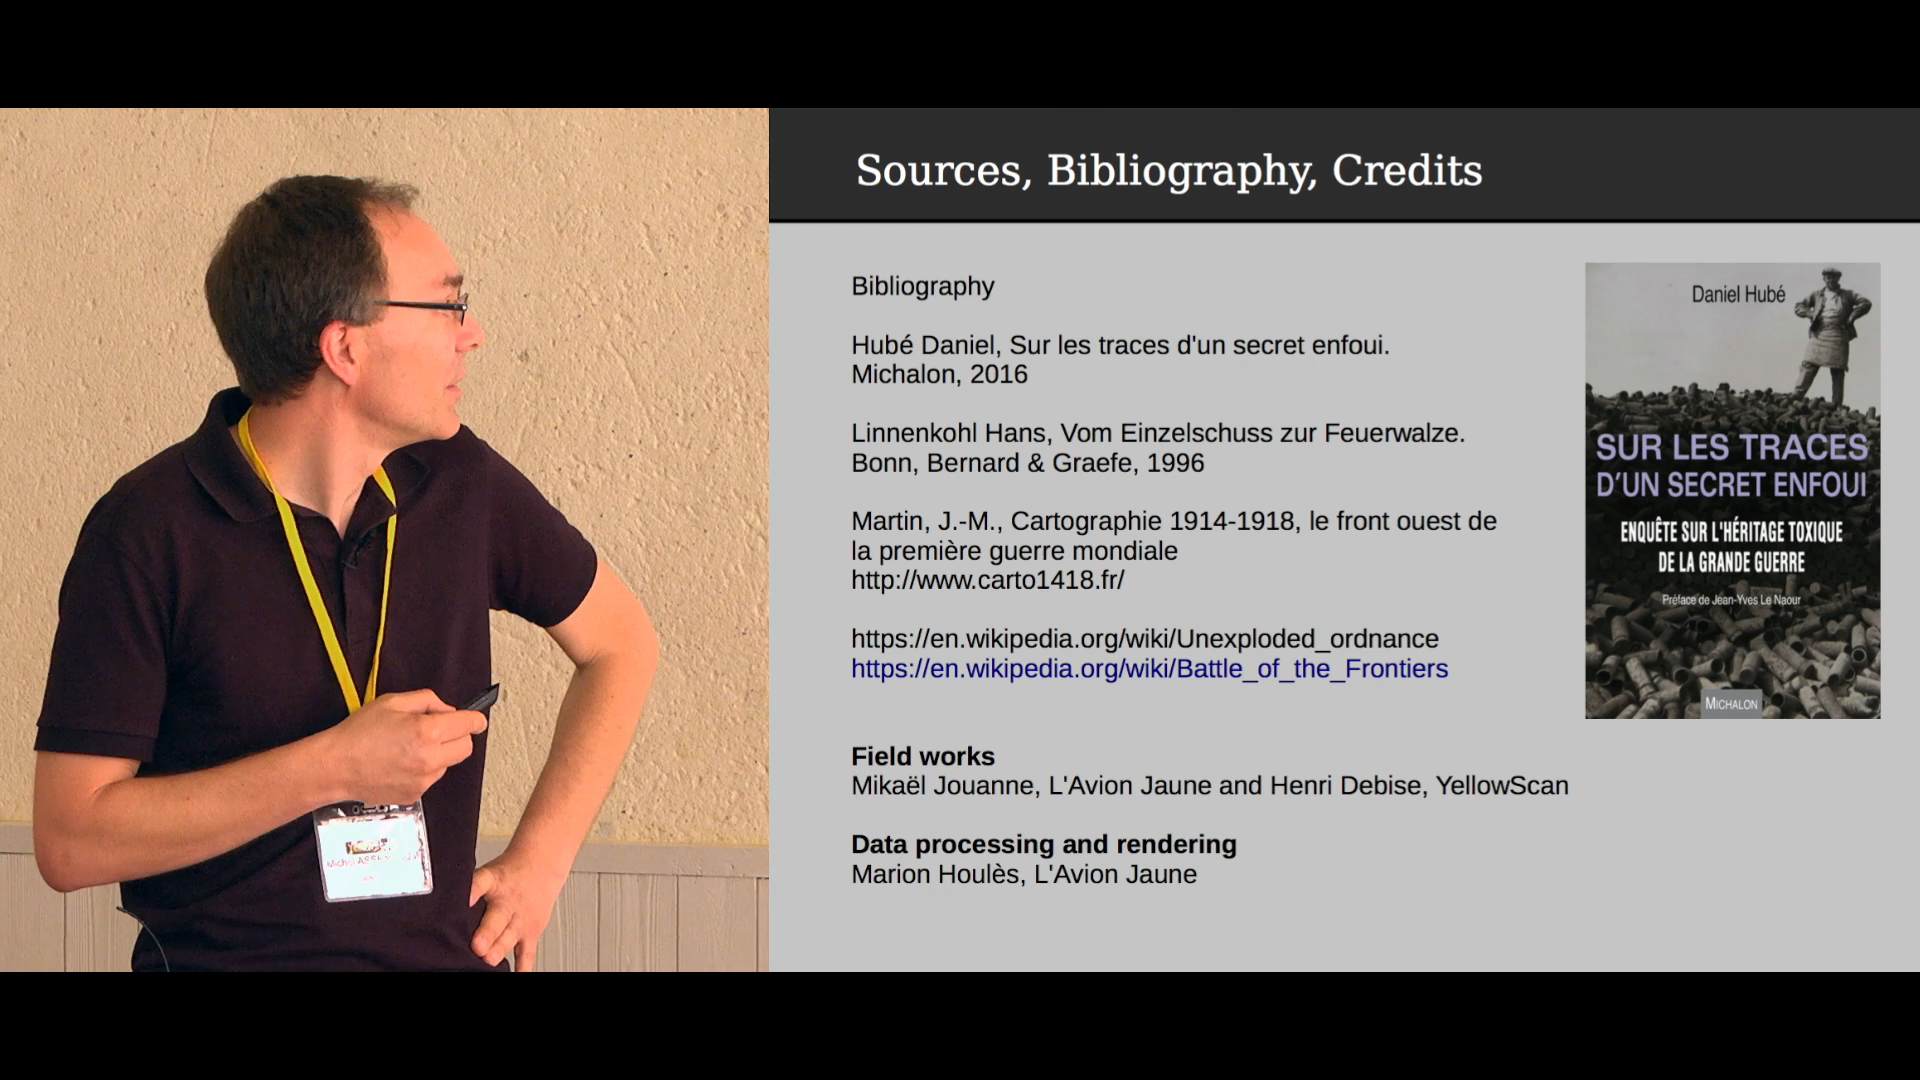 Sources, Bibliography, Credits
Bibliography
Hubé Daniel, Sur les traces d'un secret enfoui.
Michalon, 2016
Linnenkohl Hans, Vom Einzelschuss zur Feuerwalze.
Bonn, Bernard & Graefe, 1996
Martin, J.-M., Cartographie 1914-1918, le front ouest de
la première guerre mondiale
http://www.carto1418.fr/
https://en.wikipedia.org/wiki/Unexploded_ordnance
https://en.wikipedia.org/wiki/Battle_of_the_Frontiers
Field works
Mikaël Jouanne, L'Avion Jaune and Henri Debise, YellowScan
Data processing and rendering
Marion Houlès, L'Avion Jaune
Daniel Hubé
SUR LES TRACES
D'UN SECRET ENFOUI
ENQUÊTE SUR L'HÉRITAGE TOXIQUE
DE LA GRANDE GUERRE
Préface de Jean-Yves Le Naour
MICHALON